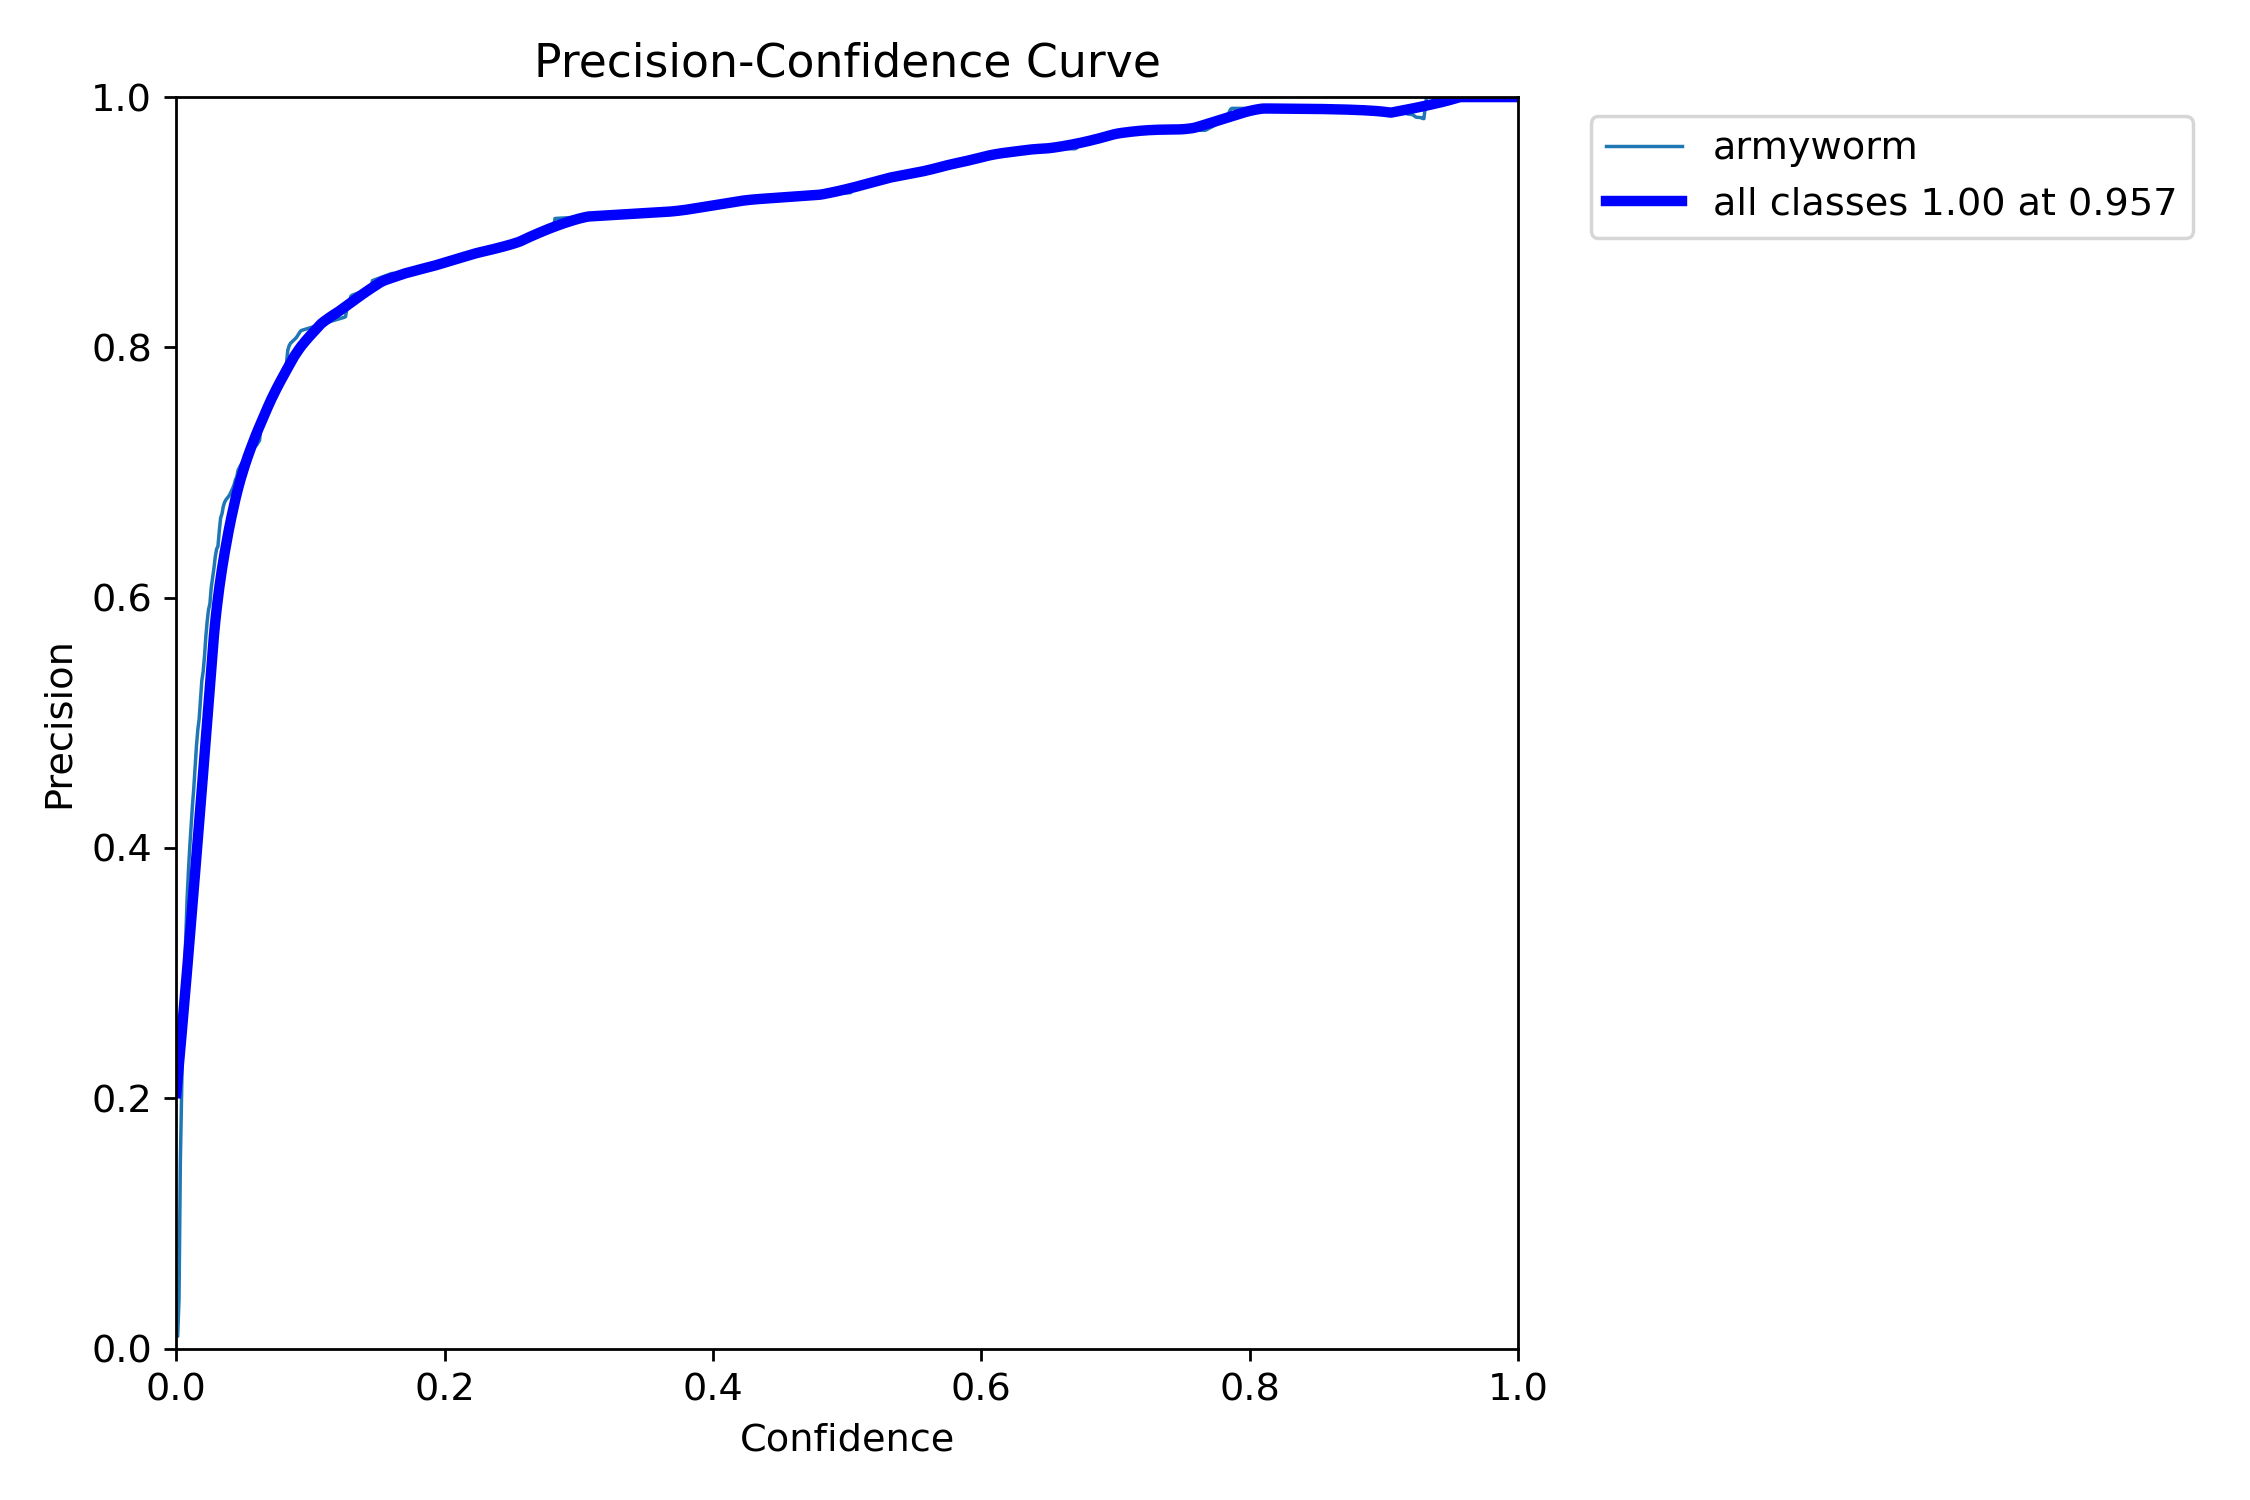 Precision-Confidence Curve
1.0
0.8
0.6
0.4
0.2
0.0
Precision
0.0 0.2 0.4 0.6 0.8 1.0
Confidence
armyworm
all classes 1.00 at 0.957